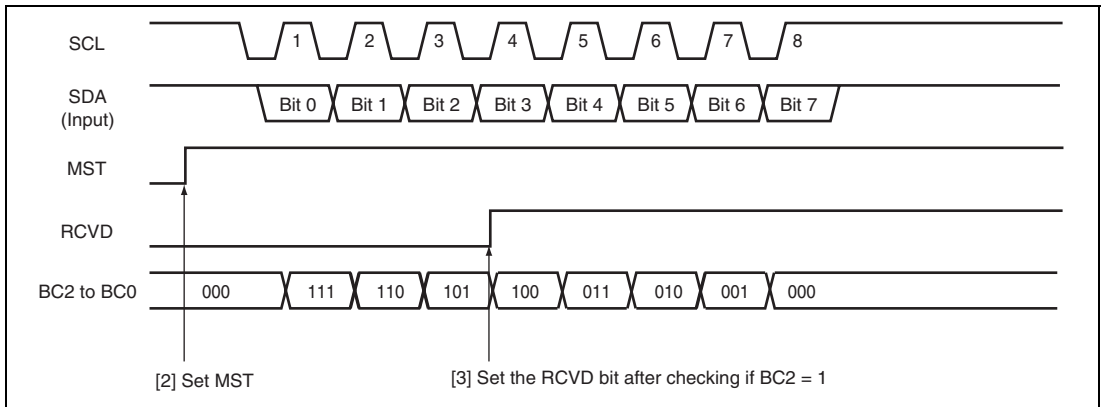 SCL 1 2 3 4 5 6 7 8
SDA
(Input)
Bit 0 Bit 1 Bit 2 Bit 3 Bit 4 Bit 5 Bit 6 Bit 7
MST
RCVD
BC2 to BC0 000 111 110 101 100 011 010 001 000
[2] Set MST [3] Set the RCVD bit after checking if BC2 = 1